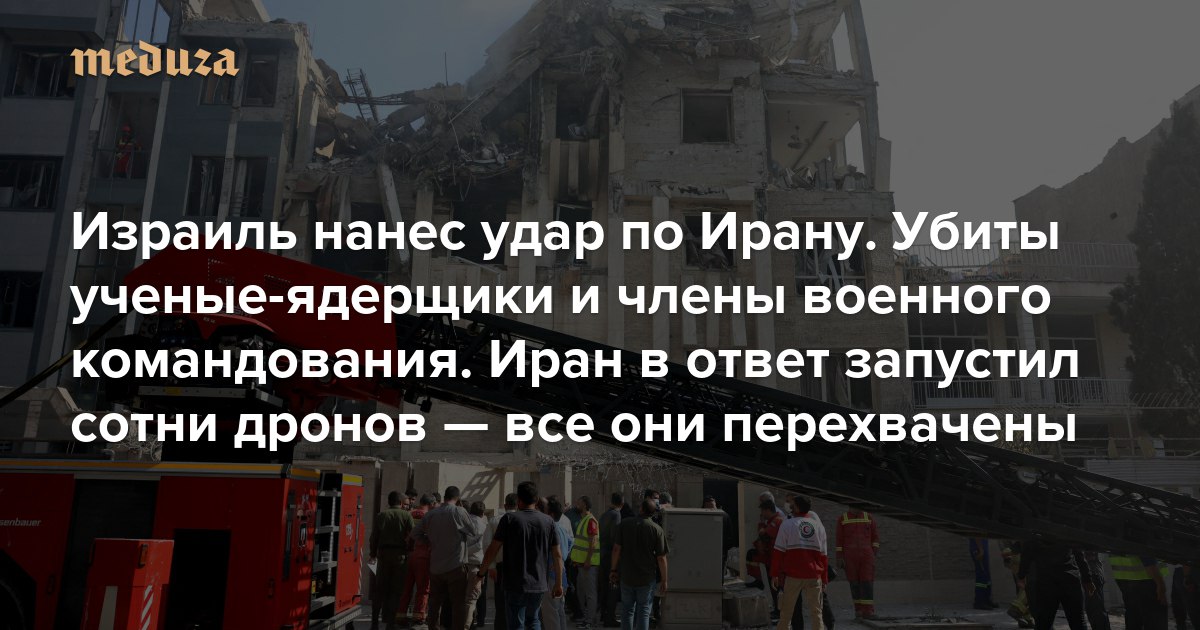 meduza
Израиль нанес удар по Ирану. Убиты
ученые-ядерщики и члены военного
командования. Иран в ответ запустил
сотни дронов — все они перехвачены
senbauer